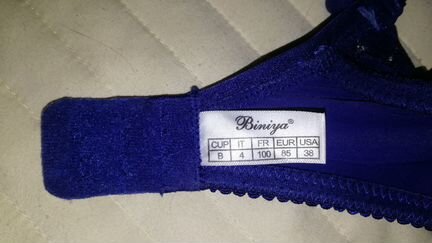 Biniya®
CUP IT FR EUR USA
B 4 100 85 38